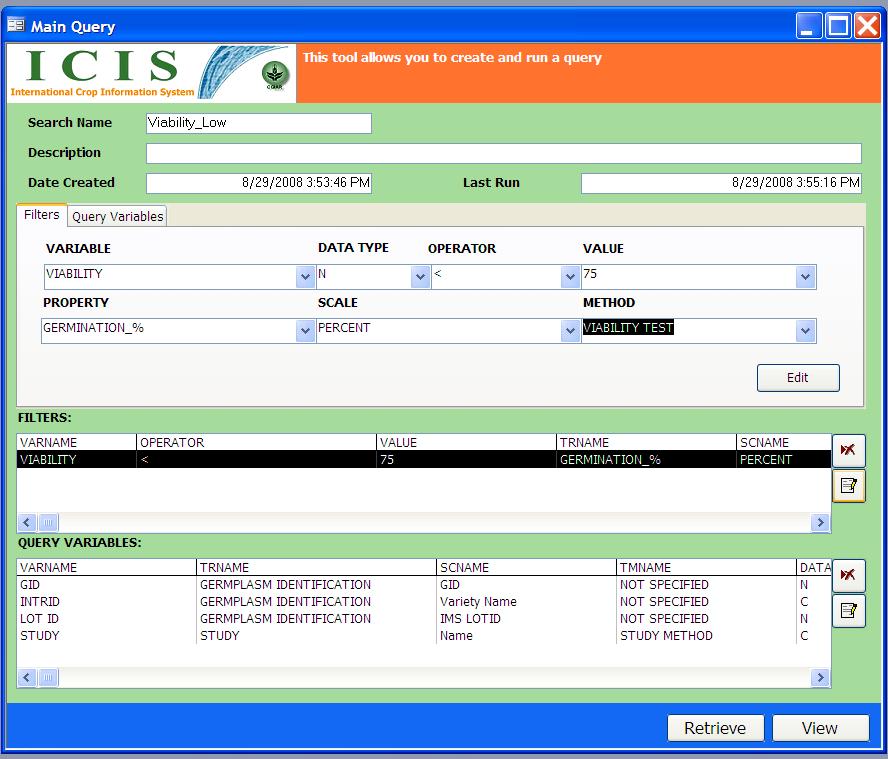 Main Query
ICIS
International Crop Information System
CGIAR
This tool allows you to create and run a query
Search Name Viability_Low
Description
Date Created 8/29/2008 3:53:46 PM Last Run 8/29/2008 3:55:16 PM
Filters Query Variables
VARIABLE DATA TYPE OPERATOR VALUE
VIABILITY N < 75
PROPERTY SCALE METHOD
GERMINATION_% PERCENT VIABILITY TEST
Edit
FILTERS:
VARNAME OPERATOR VALUE TRNAME SCNAME
VIABILITY < 75 GERMINATION_% PERCENT
QUERY VARIABLES:
VARNAME TRNAME SCNAME TMNAME DATA
GID GERMPLASM IDENTIFICATION GID NOT SPECIFIED N
INTRID GERMPLASM IDENTIFICATION Variety Name NOT SPECIFIED C
LOT ID GERMPLASM IDENTIFICATION IMS LOTID NOT SPECIFIED N
STUDY STUDY Name STUDY METHOD C
Retrieve View